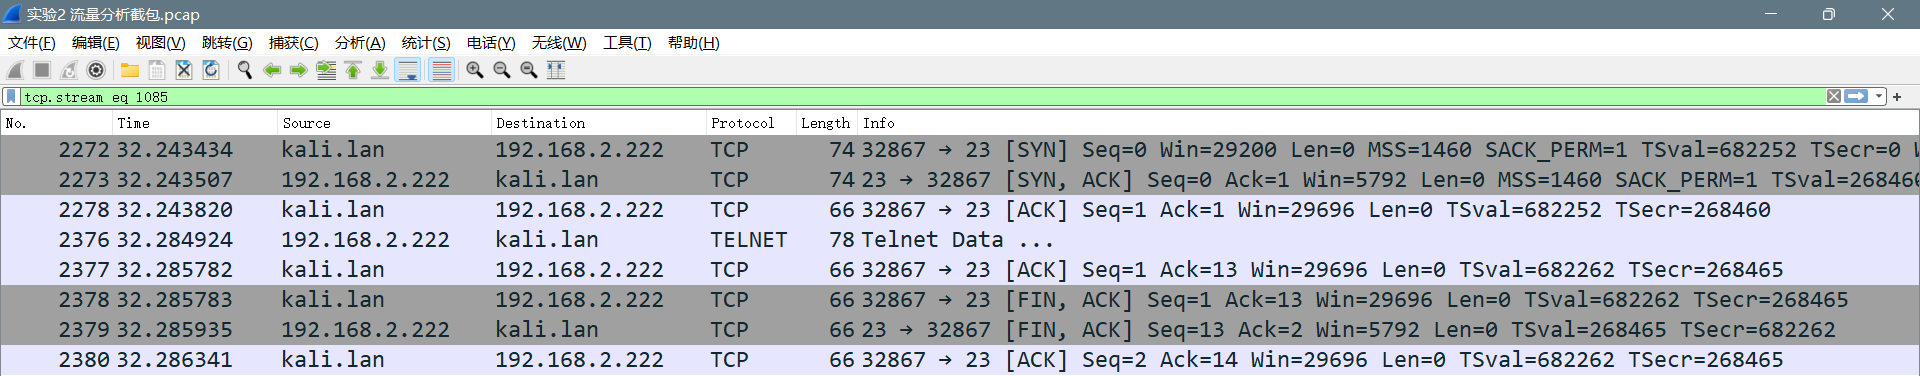 实验2 流量分析截包.pcap
文件(F) 编辑(E) 视图(V) 跳转(G) 捕获(C) 分析(A) 统计(S) 电话(Y) 无线(W) 工具(T) 帮助(H)
tcp.stream eq 1085
No. Time Source Destination Protocol Length Info
2272 32.243434 kali.lan 192.168.2.222 TCP 74 32867 → 23 [SYN] Seq=0 Win=29200 Len=0 MSS=1460 SACK_PERM=1 TSval=682252 TSecr=0
2273 32.243507 192.168.2.222 kali.lan TCP 74 23 → 32867 [SYN, ACK] Seq=0 Ack=1 Win=5792 Len=0 MSS=1460 SACK_PERM=1 TSval=268460
2278 32.243820 kali.lan 192.168.2.222 TCP 66 32867 → 23 [ACK] Seq=1 Ack=1 Win=29696 Len=0 TSval=682252 TSecr=268460
2376 32.284924 192.168.2.222 kali.lan TELNET 78 Telnet Data ...
2377 32.285782 kali.lan 192.168.2.222 TCP 66 32867 → 23 [ACK] Seq=1 Ack=13 Win=29696 Len=0 TSval=682262 TSecr=268465
2378 32.285783 kali.lan 192.168.2.222 TCP 66 32867 → 23 [FIN, ACK] Seq=1 Ack=13 Win=29696 Len=0 TSval=682262 TSecr=268465
2379 32.285935 192.168.2.222 kali.lan TCP 66 23 → 32867 [FIN, ACK] Seq=13 Ack=2 Win=5792 Len=0 TSval=268465 TSecr=682262
2380 32.286341 kali.lan 192.168.2.222 TCP 66 32867 → 23 [ACK] Seq=2 Ack=14 Win=29696 Len=0 TSval=682262 TSecr=268465